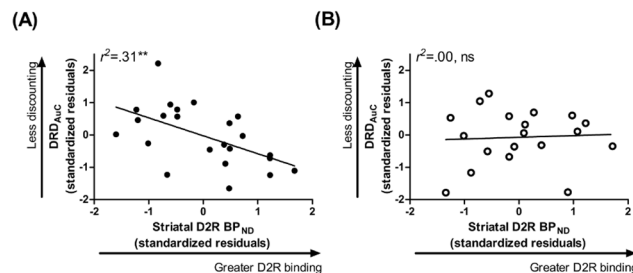 (A)
r²=.31**
Less discounting
DRD_AuC
(standardized residuals)
2
1
0
-1
-2
-2
-1
0
1
2
Striatal D2R BP_ND
(standardized residuals)
Greater D2R binding
(B)
r²=.00, ns
Less discounting
DRD_AuC
(standardized residuals)
2
1
0
-1
-2
-2
-1
0
1
2
Striatal D2R BP_ND
(standardized residuals)
Greater D2R binding